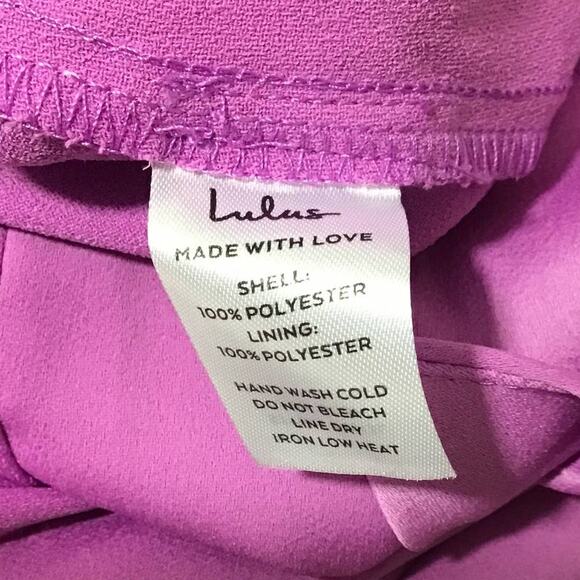 Lulus
MADE WITH LOVE
SHELL:
100% POLYESTER
LINING:
100% POLYESTER
HAND WASH COLD
DO NOT BLEACH
LINE DRY
IRON LOW HEAT